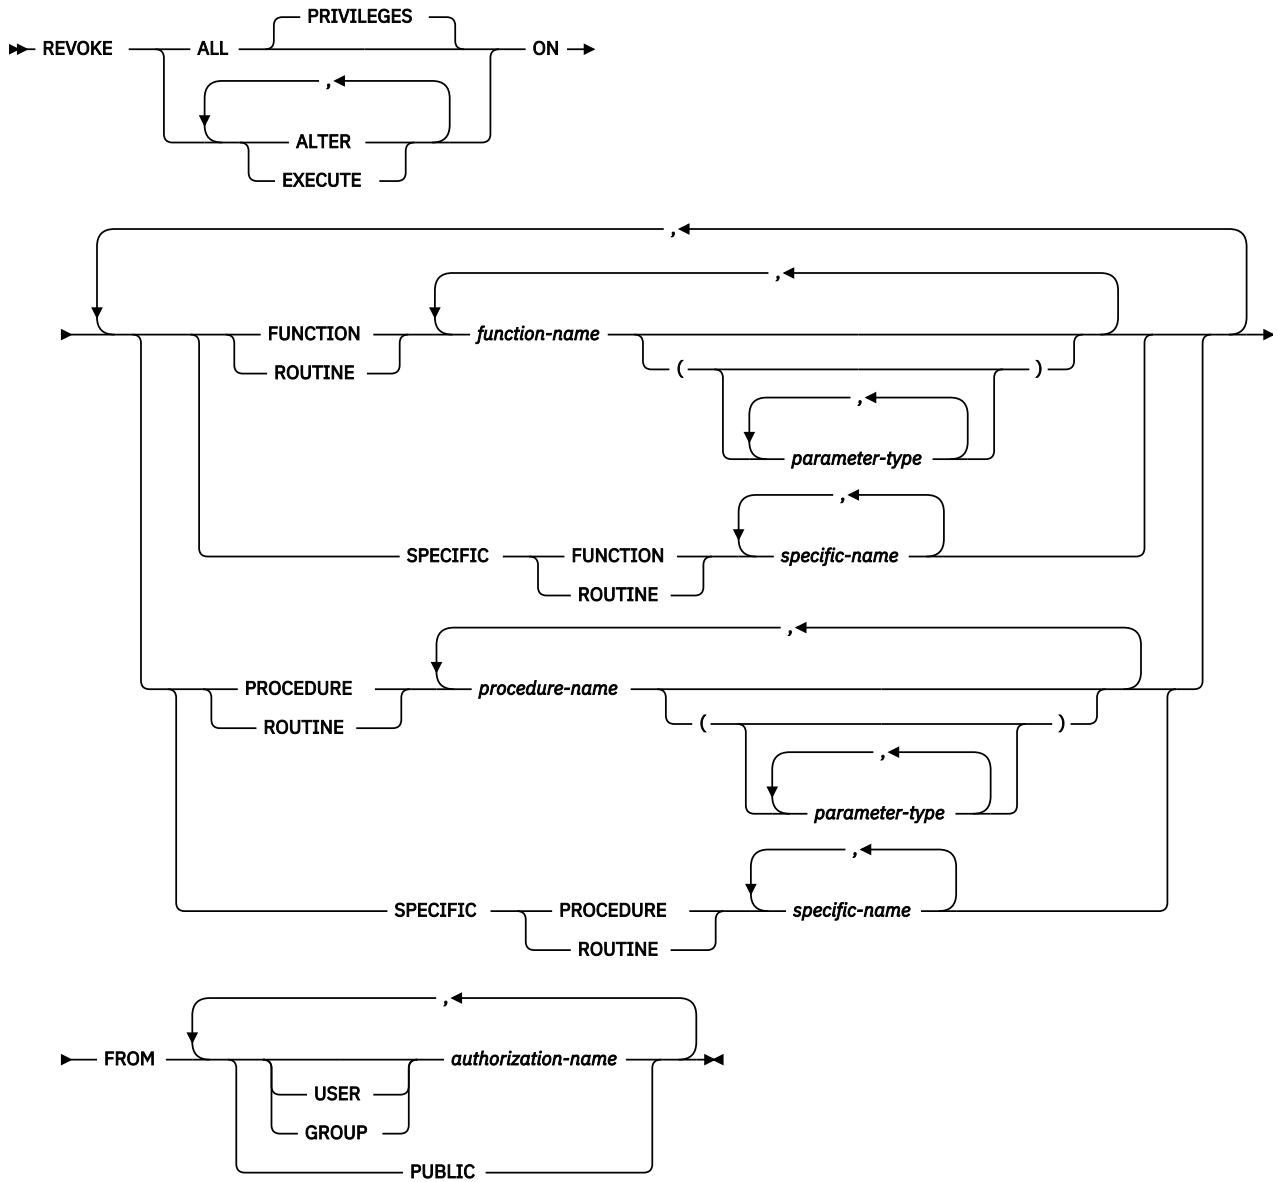 PRIVILEGES
REVOKE ALL ON
,
ALTER
EXECUTE
,
,
FUNCTION function-name
ROUTINE ( )
,
parameter-type
,
SPECIFIC FUNCTION specific-name
ROUTINE
,
PROCEDURE procedure-name
ROUTINE ( )
,
parameter-type
,
SPECIFIC PROCEDURE specific-name
ROUTINE
,
FROM authorization-name
USER
GROUP
PUBLIC